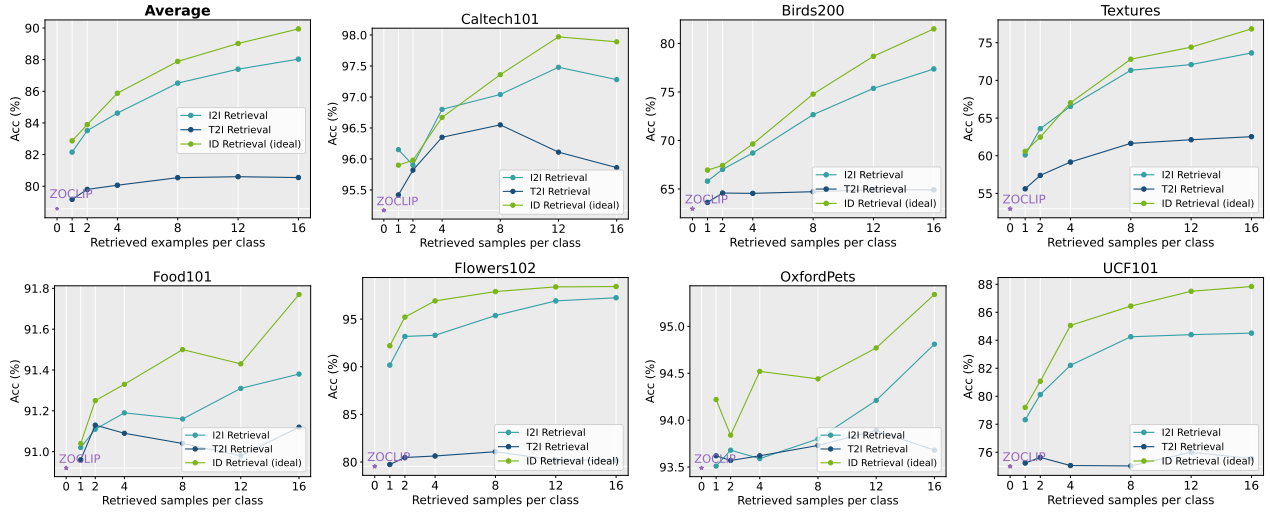 Average
90
88
86
84
82
80
Acc (%)
I2I Retrieval
T2I Retrieval
ID Retrieval (ideal)
ZOCLIP
0 1 2 4 8 12 16
Retrieved examples per class
Caltech101
98.0
97.5
97.0
96.5
96.0
95.5
Acc (%)
I2I Retrieval
T2I Retrieval
ID Retrieval (ideal)
ZOCLIP
0 1 2 4 8 12 16
Retrieved samples per class
Birds200
80
75
70
65
Acc (%)
I2I Retrieval
T2I Retrieval
ID Retrieval (ideal)
ZOCLIP
0 1 2 4 8 12 16
Retrieved samples per class
Textures
75
70
65
60
55
Acc (%)
I2I Retrieval
T2I Retrieval
ID Retrieval (ideal)
ZOCLIP
0 1 2 4 8 12 16
Retrieved samples per class
Food101
91.8
91.6
91.4
91.2
91.0
Acc (%)
I2I Retrieval
T2I Retrieval
ID Retrieval (ideal)
ZOCLIP
0 1 2 4 8 12 16
Retrieved samples per class
Flowers102
95
90
85
80
Acc (%)
I2I Retrieval
T2I Retrieval
ID Retrieval (ideal)
ZOCLIP
0 1 2 4 8 12 16
Retrieved samples per class
OxfordPets
95.0
94.5
94.0
93.5
Acc (%)
I2I Retrieval
T2I Retrieval
ID Retrieval (ideal)
ZOCLIP
0 1 2 4 8 12 16
Retrieved samples per class
UCF101
88
86
84
82
80
78
76
Acc (%)
I2I Retrieval
T2I Retrieval
ID Retrieval (ideal)
ZOCLIP
0 1 2 4 8 12 16
Retrieved samples per class